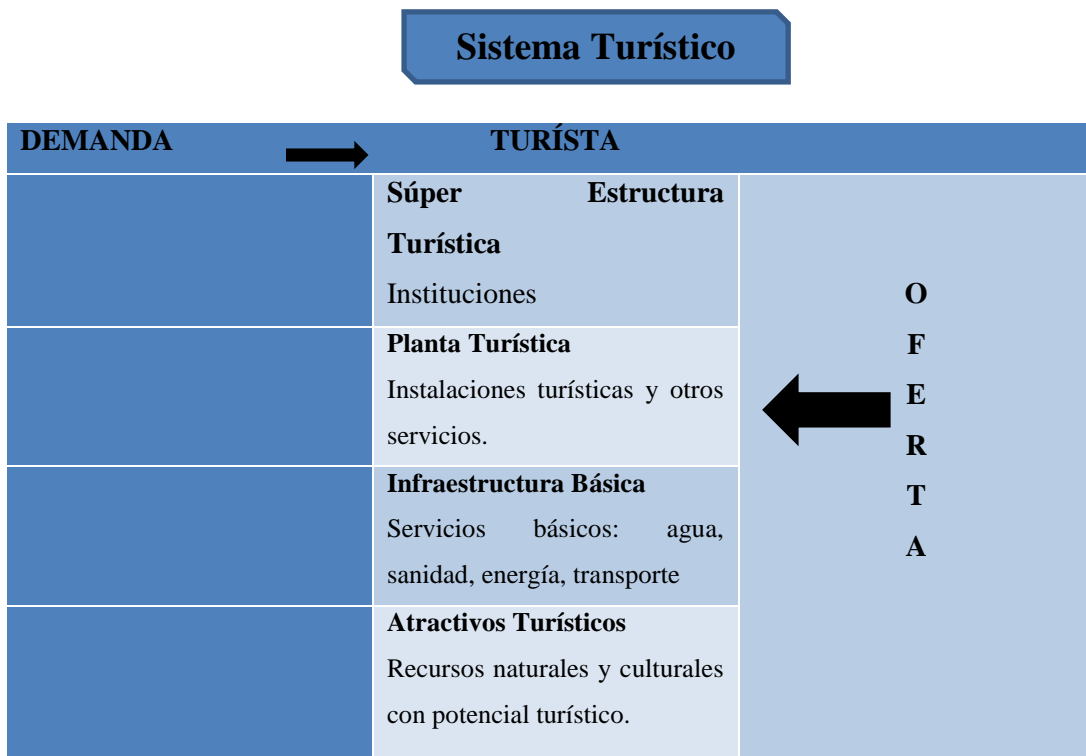 Sistema Turístico
DEMANDA TURÍSTA
Súper Estructura
Turística
Instituciones
Planta Turística
Instalaciones turísticas y otros
servicios.
Infraestructura Básica
Servicios básicos: agua,
sanidad, energía, transporte
Atractivos Turísticos
Recursos naturales y culturales
con potencial turístico.
O
F
E
R
T
A